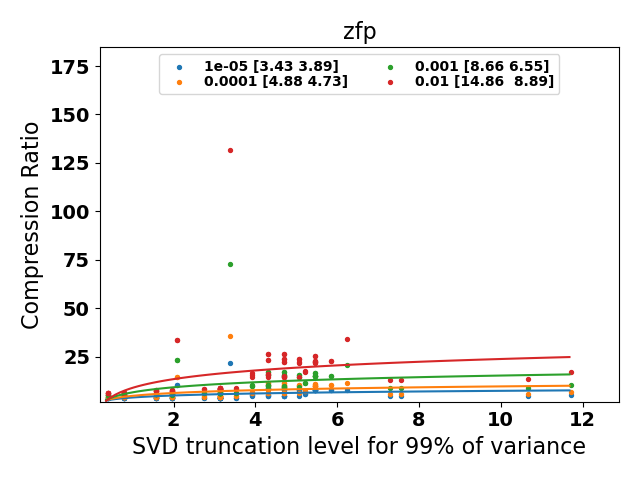 zfp
1e-05 [3.43 3.89]
0.0001 [4.88 4.73]
0.001 [8.66 6.55]
0.01 [14.86  8.89]
Compression Ratio
175
150
125
100
75
50
25
2 4 6 8 10 12
SVD truncation level for 99% of variance